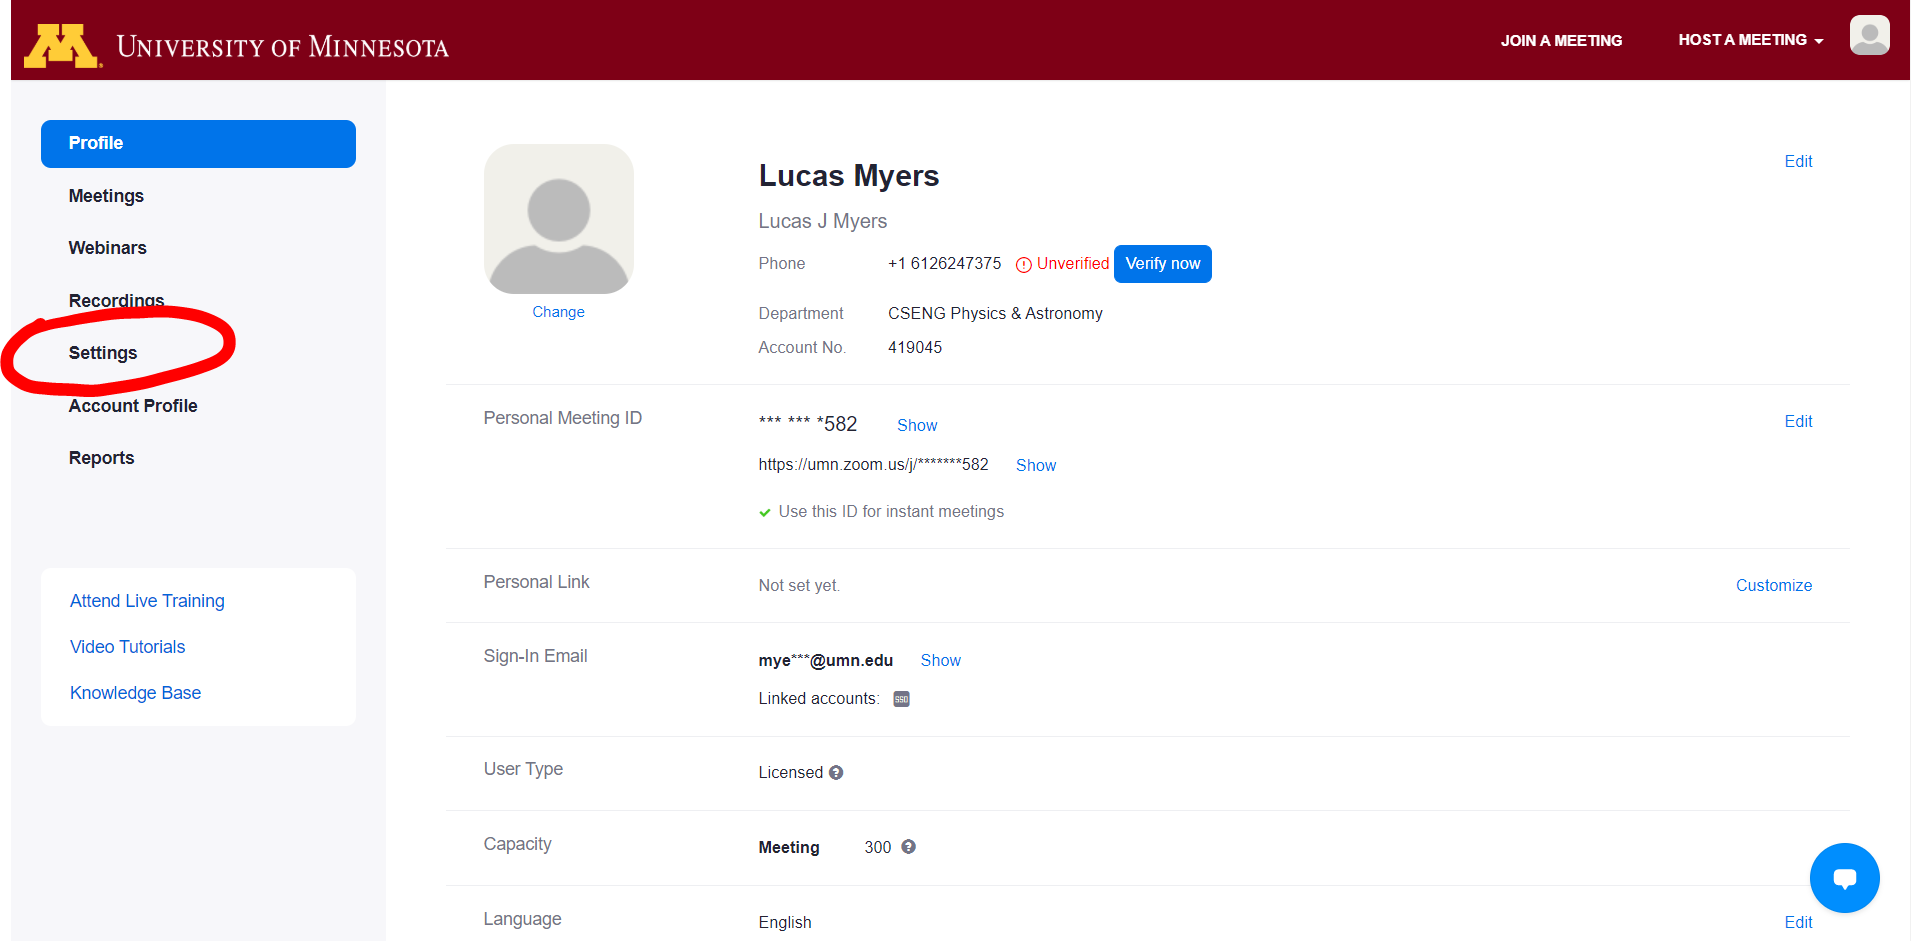 UNIVERSITY OF MINNESOTA
JOIN A MEETING
HOST A MEETING
Profile
Meetings
Webinars
Recordings
Settings
Account Profile
Reports
Attend Live Training
Video Tutorials
Knowledge Base
Change
Lucas Myers
Edit
Lucas J Myers
Phone +1 6126247375 Unverified Verify now
Department CSENG Physics & Astronomy
Account No. 419045
Personal Meeting ID *** *** *582 Show Edit
https://umn.zoom.us/j/*******582 Show
Use this ID for instant meetings
Personal Link Not set yet. Customize
Sign-In Email mye***@umn.edu Show
Linked accounts: SSO
User Type Licensed
Capacity Meeting 300
Language English Edit